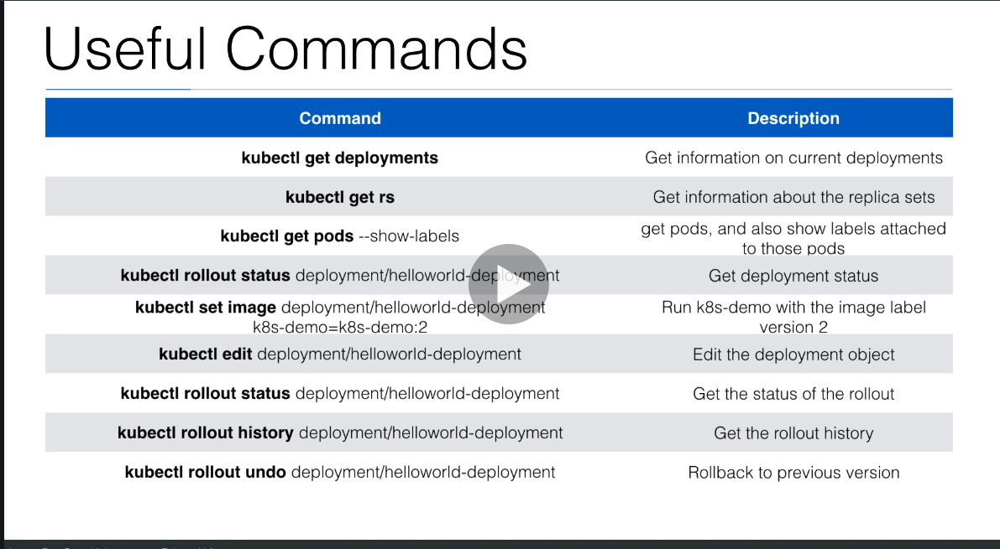 Useful Commands
Command Description
kubectl get deployments Get information on current deployments
kubectl get rs Get information about the replica sets
kubectl get pods --show-labels get pods, and also show labels attached
to those pods
kubectl rollout status deployment/helloworld-deployment Get deployment status
kubectl set image deployment/helloworld-deployment Run k8s-demo with the image label
k8s-demo=k8s-demo:2 version 2
kubectl edit deployment/helloworld-deployment Edit the deployment object
kubectl rollout status deployment/helloworld-deployment Get the status of the rollout
kubectl rollout history deployment/helloworld-deployment Get the rollout history
kubectl rollout undo deployment/helloworld-deployment Rollback to previous version